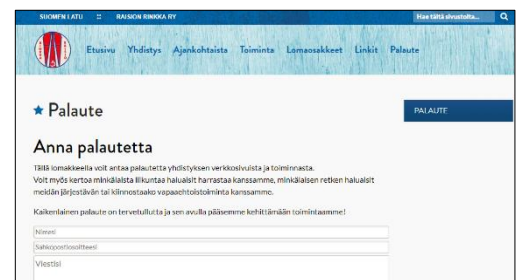 SUOMEN LATU :: RAISION RINKKA RY Hae tältä sivustolta...
Etusivu Yhdistys Ajankohtaista Toiminta Lomaosakkeet Linkit Palaute
Palaute
PALAUTE
Anna palautetta
Tällä lomakkeella voit antaa palautetta yhdistyksen verkkosivuista ja toiminnasta.
Voit myös kertoa minkälaista liikuntaa haluaisit harrastaa kanssamme, minkälaisen retken haluaisit
meidän järjestävän tai kiinnostaako vapaaehtoistoiminta kanssamme.
Kaikenlainen palaute on tervetullutta ja sen avulla pääsemme kehittämään toimintaamme!
Nimesi
Sähköpostiosoitteesi
Viestisi